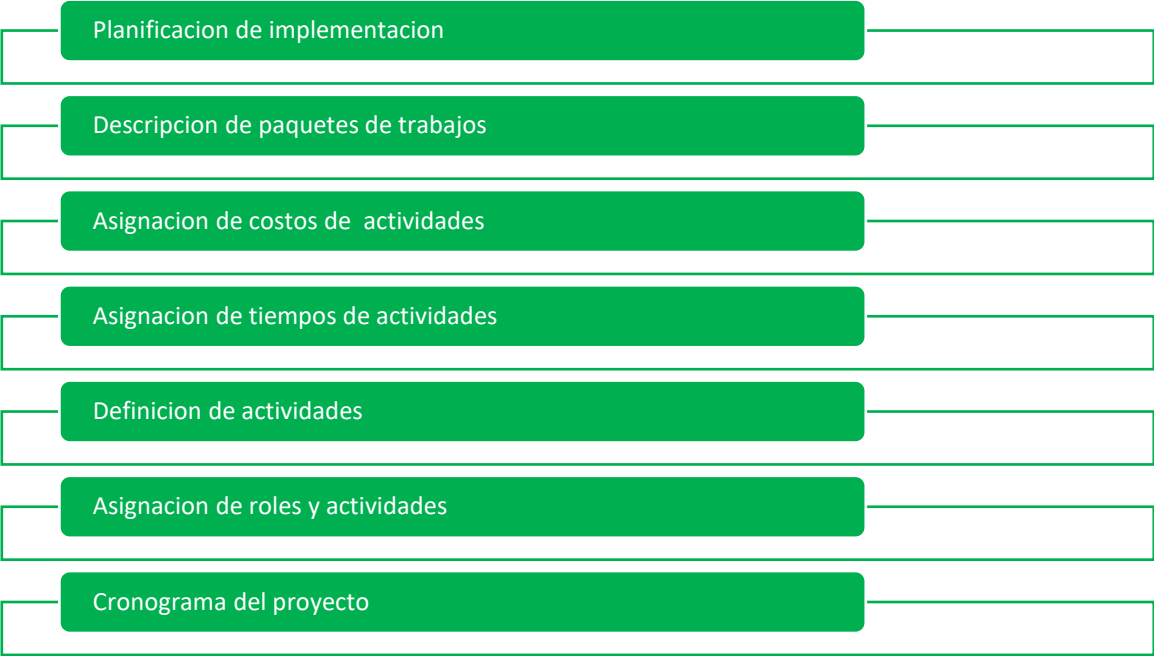 Planificacion de implementacion
Descripcion de paquetes de trabajos
Asignacion de costos de  actividades
Asignacion de tiempos de actividades
Definicion de actividades
Asignacion de roles y actividades
Cronograma del proyecto